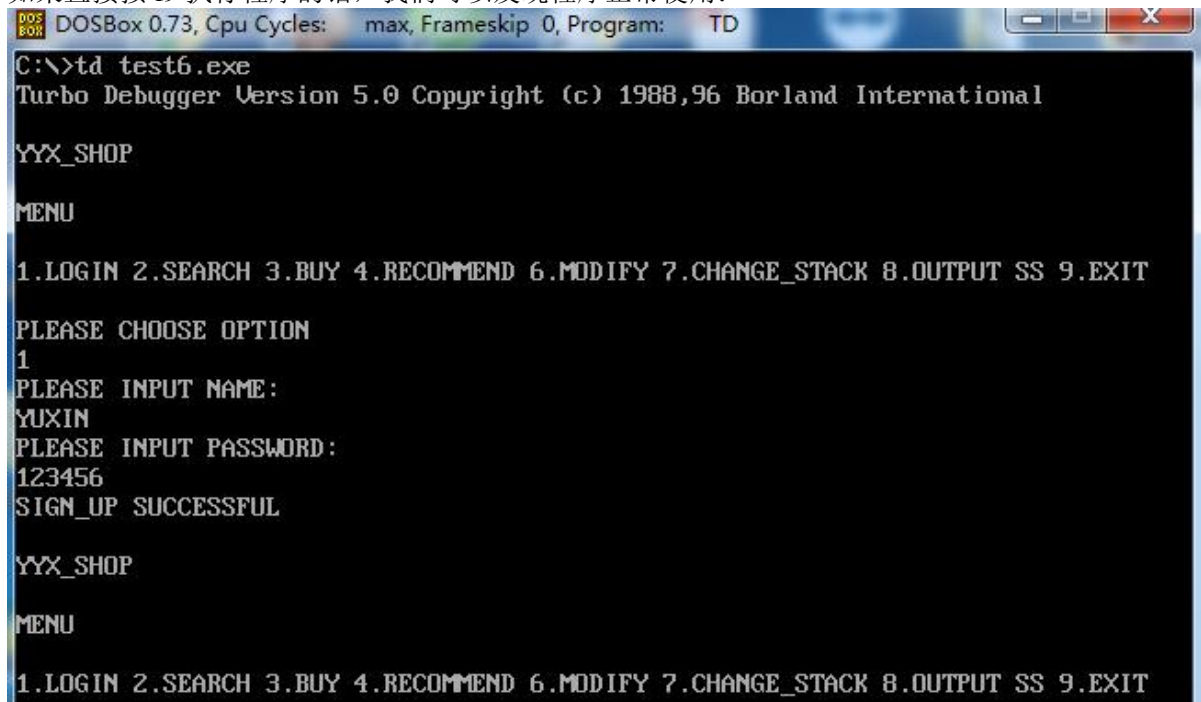 DOSBox 0.73, Cpu Cycles: max, Frameskip 0, Program: TD
C:\>td test6.exe
Turbo Debugger Version 5.0 Copyright (c) 1988,96 Borland International
YYX_SHOP
MENU
1.LOGIN 2.SEARCH 3.BUY 4.RECOMMEND 6.MODIFY 7.CHANGE_STACK 8.OUTPUT SS 9.EXIT
PLEASE CHOOSE OPTION
1
PLEASE INPUT NAME:
YUXIN
PLEASE INPUT PASSWORD:
123456
SIGN_UP SUCCESSFUL
YYX_SHOP
MENU
1.LOGIN 2.SEARCH 3.BUY 4.RECOMMEND 6.MODIFY 7.CHANGE_STACK 8.OUTPUT SS 9.EXIT